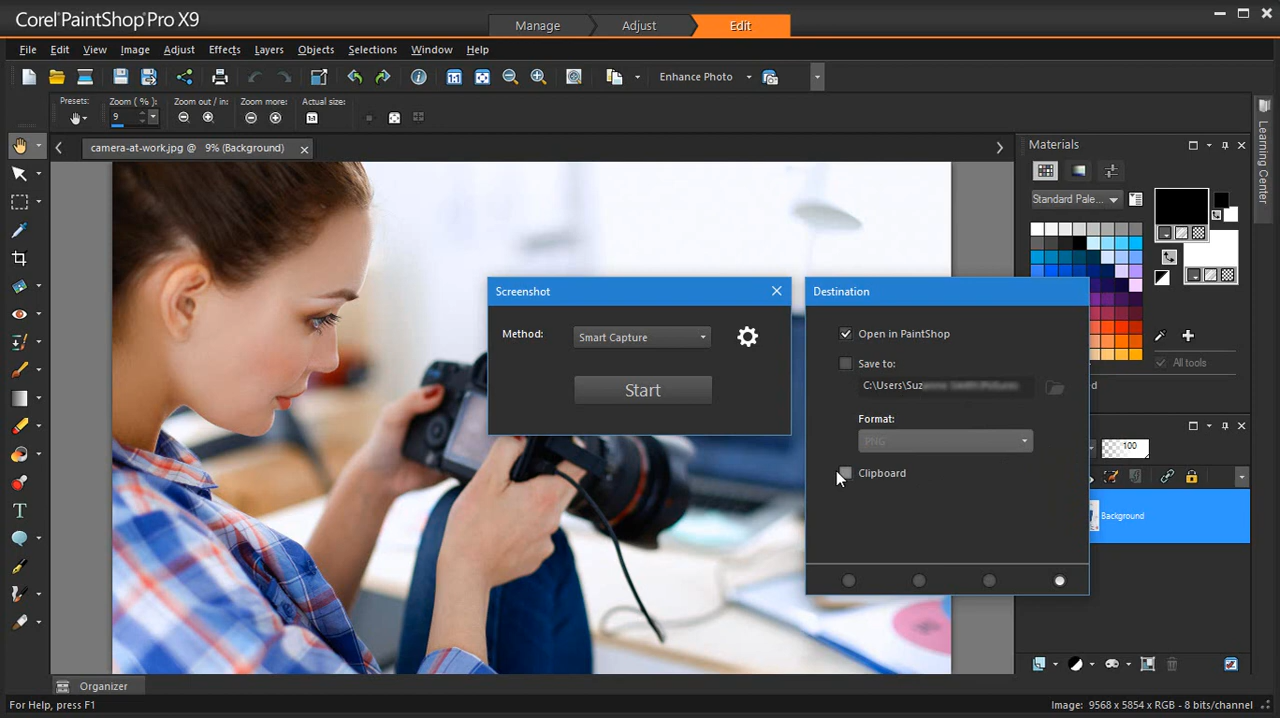 Corel PaintShop Pro X9
Manage
Adjust
Edit
File Edit View Image Adjust Effects Layers Objects Selections Window Help
Enhance Photo
Presets: Zoom (%): Zoom out / in: Zoom more: Actual size:
9
camera-at-work.jpg @ 9% (Background)
Materials
Learning Center
Standard Pale...
All tools
Screenshot
Method: Smart Capture
Start
Destination
Open in PaintShop
Save to:
C:\Users\Suz
Format:
PNG
Clipboard
100
Background
T
Organizer
For Help, press F1
Image: 9568 x 5854 x RGB - 8 bits/channel